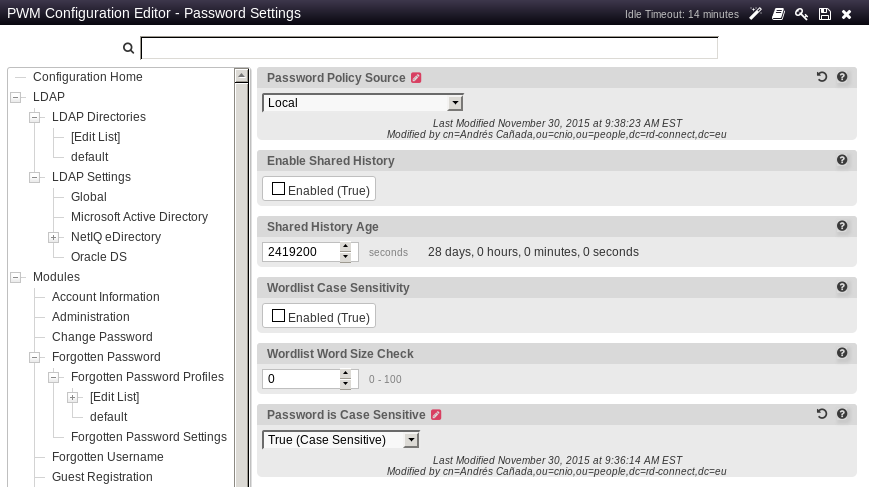 PWM Configuration Editor - Password Settings
Idle Timeout: 14 minutes
Configuration Home
LDAP
LDAP Directories
[Edit List]
default
LDAP Settings
Global
Microsoft Active Directory
NetIQ eDirectory
Oracle DS
Modules
Account Information
Administration
Change Password
Forgotten Password
Forgotten Password Profiles
[Edit List]
default
Forgotten Password Settings
Forgotten Username
Guest Registration
Password Policy Source
Local
Last Modified November 30, 2015 at 9:38:23 AM EST
Modified by cn=Andrés Cañada,ou=cnio,ou=people,dc=rd-connect,dc=eu
Enable Shared History
Enabled (True)
Shared History Age
2419200 seconds 28 days, 0 hours, 0 minutes, 0 seconds
Wordlist Case Sensitivity
Enabled (True)
Wordlist Word Size Check
0 0 - 100
Password is Case Sensitive
True (Case Sensitive)
Last Modified November 30, 2015 at 9:36:14 AM EST
Modified by cn=Andrés Cañada,ou=cnio,ou=people,dc=rd-connect,dc=eu